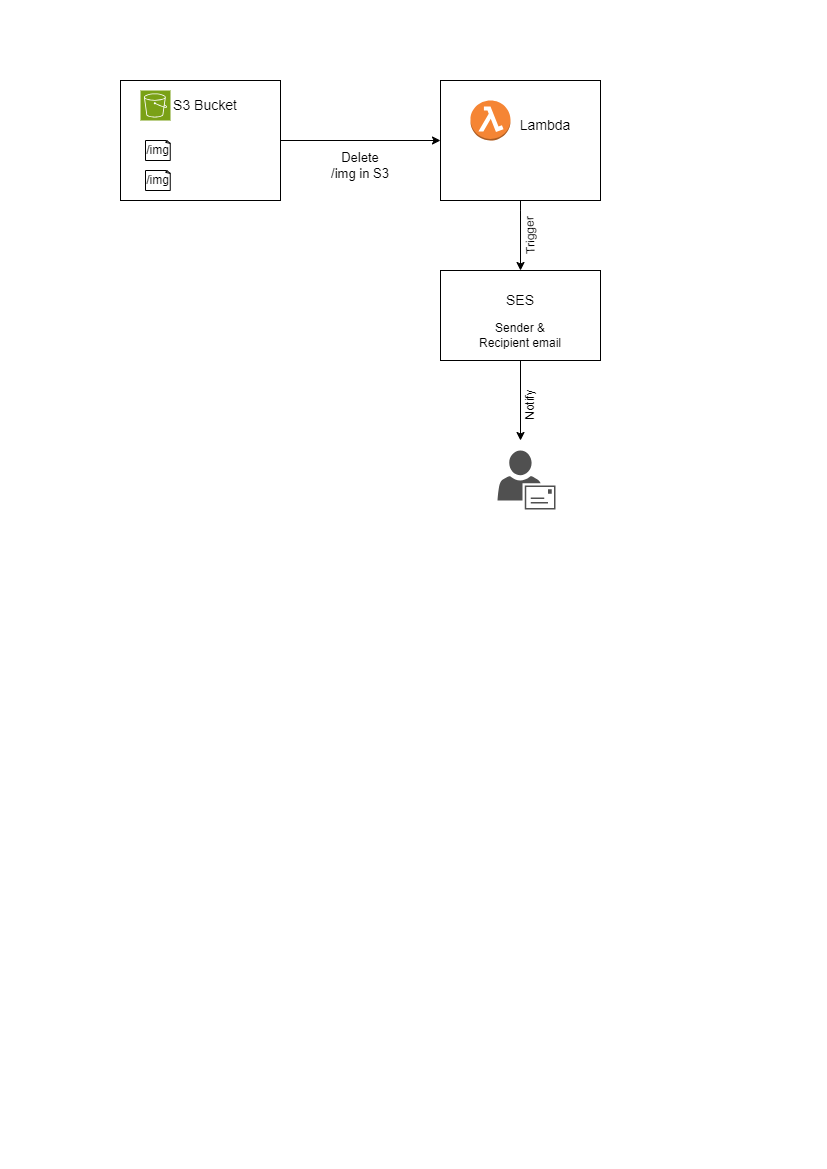 S3 Bucket
/img
/img
Delete
/img in S3
Lambda
Trigger
SES
Sender &
Recipient email
Notify